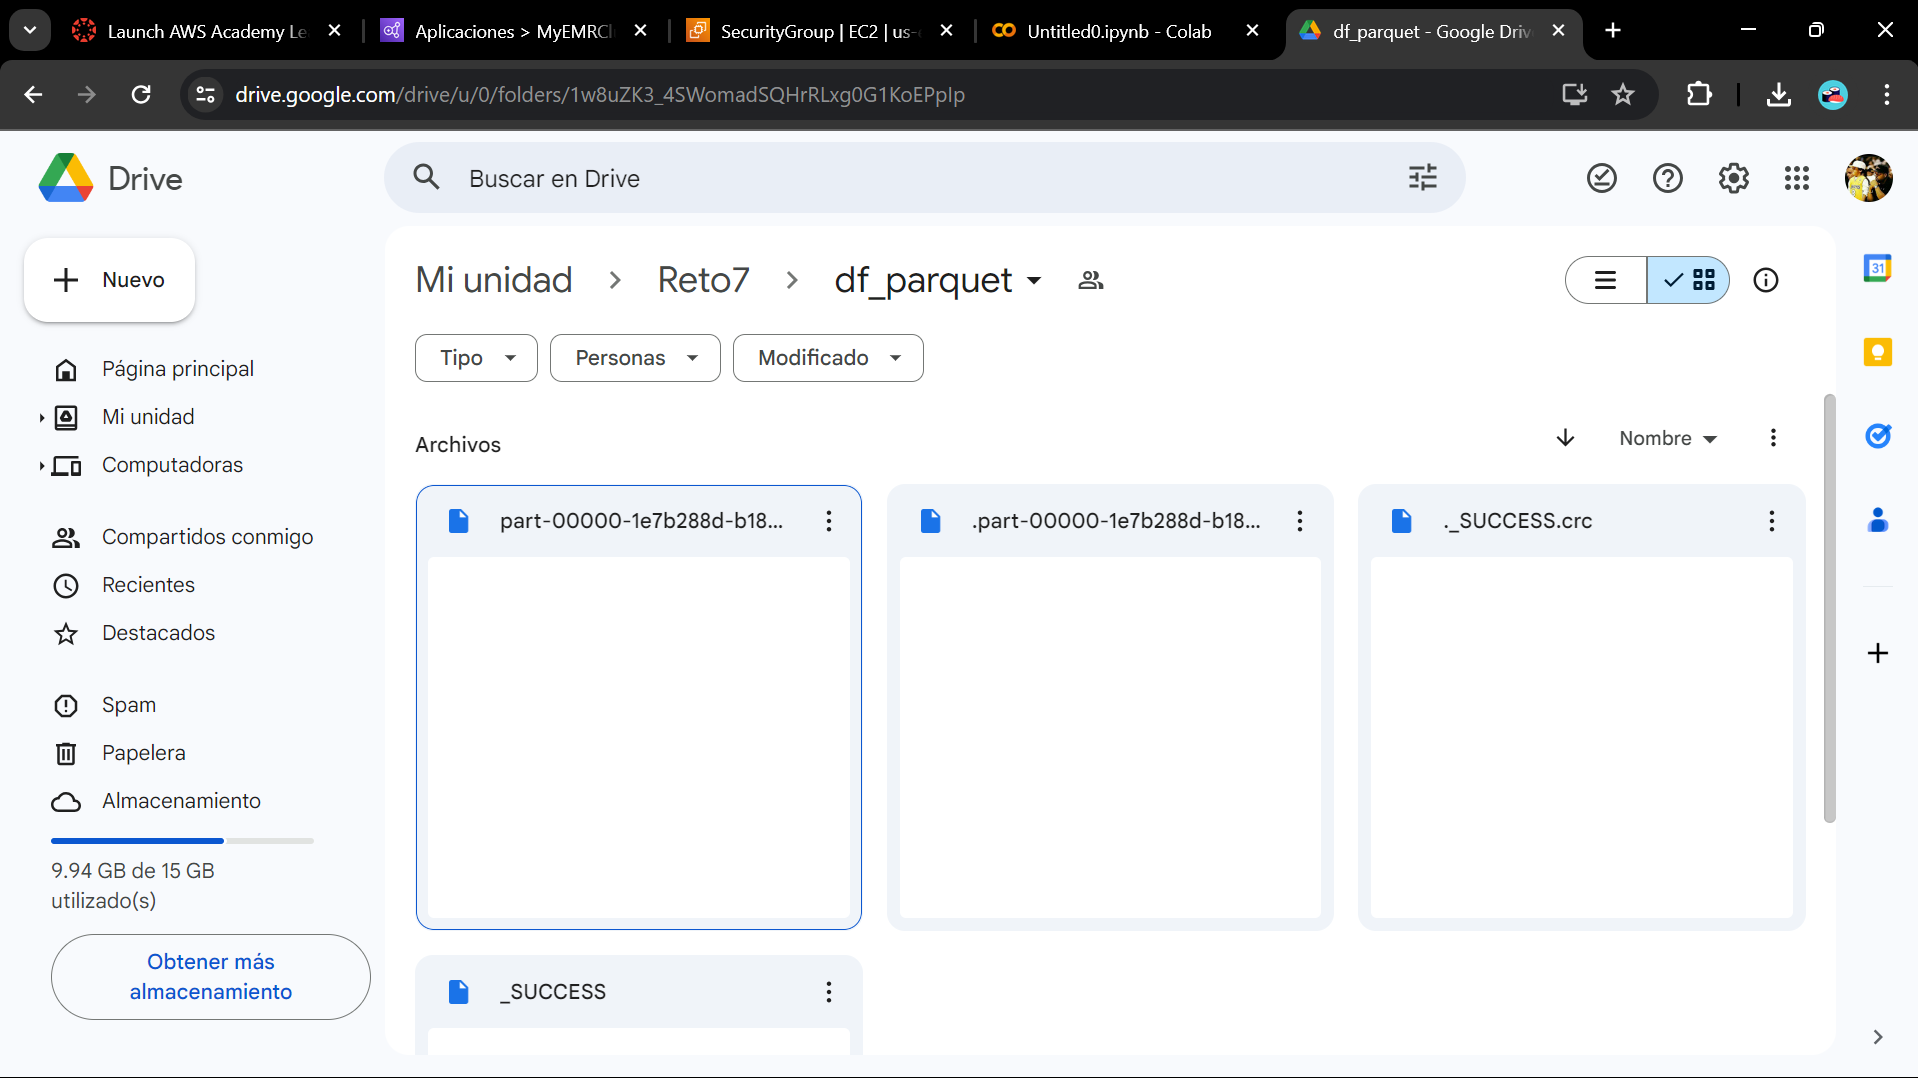 Launch AWS Academy Le
Aplicaciones > MyEMRCl
SecurityGroup | EC2 | us-e
Untitled0.ipynb - Colab
df_parquet - Google Drive
drive.google.com/drive/u/0/folders/1w8uZK3_4SWomadSQHrRLxg0G1KoEPpIp
Drive
Buscar en Drive
Nuevo
Mi unidad
Reto7
df_parquet
31
Tipo
Personas
Modificado
Página principal
Mi unidad
Computadoras
Compartidos conmigo
Recientes
Destacados
Spam
Papelera
Almacenamiento
9.94 GB de 15 GB
utilizado(s)
Obtener más
almacenamiento
Archivos
Nombre
part-00000-1e7b288d-b18...
.part-00000-1e7b288d-b18...
._SUCCESS.crc
_SUCCESS